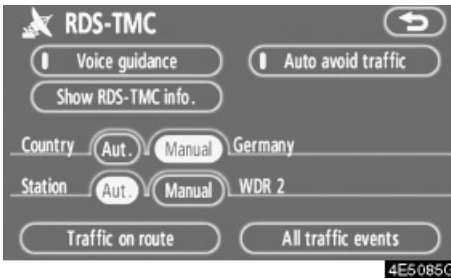 RDS-TMC
Voice guidance
Auto avoid traffic
Show RDS-TMC info.
Country Aut. Manual Germany
Station Aut. Manual WDR 2
Traffic on route
All traffic events
4E5085G